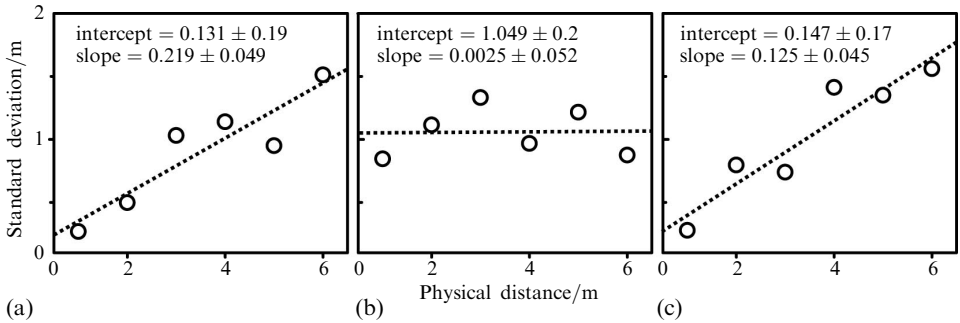 Standard deviation/m
2
1
0
intercept = 0.131 ± 0.19
slope = 0.219 ± 0.049
intercept = 1.049 ± 0.2
slope = 0.0025 ± 0.052
intercept = 0.147 ± 0.17
slope = 0.125 ± 0.045
0 2 4 6 0 2 4 6 0 2 4 6
Physical distance/m
(a) (b) (c)